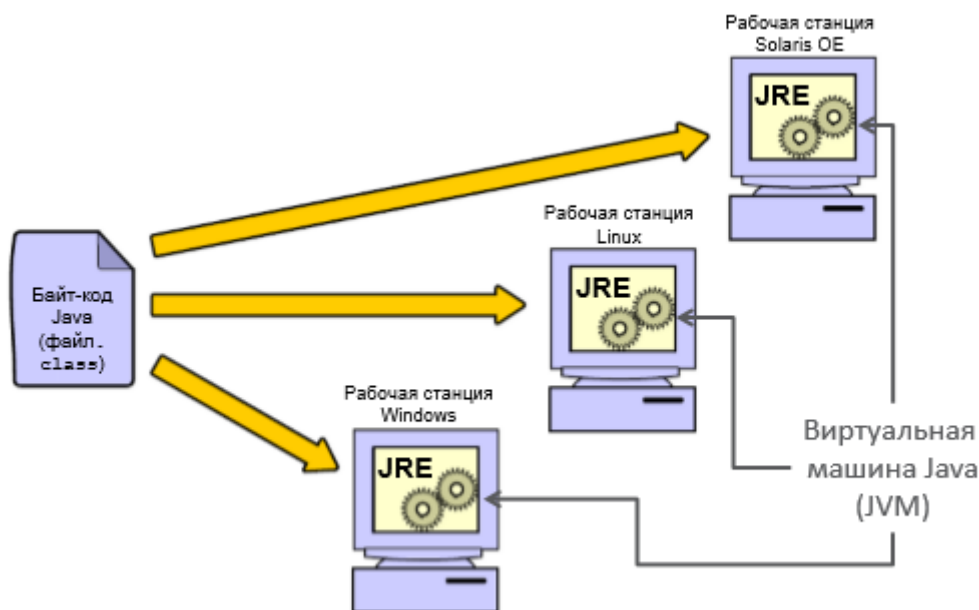 Рабочая станция
Solaris OE
JRE
Рабочая станция
Linux
JRE
Байт-код
Java
(файл.
class)
Рабочая станция
Windows
JRE
Виртуальная
машина Java
(JVM)